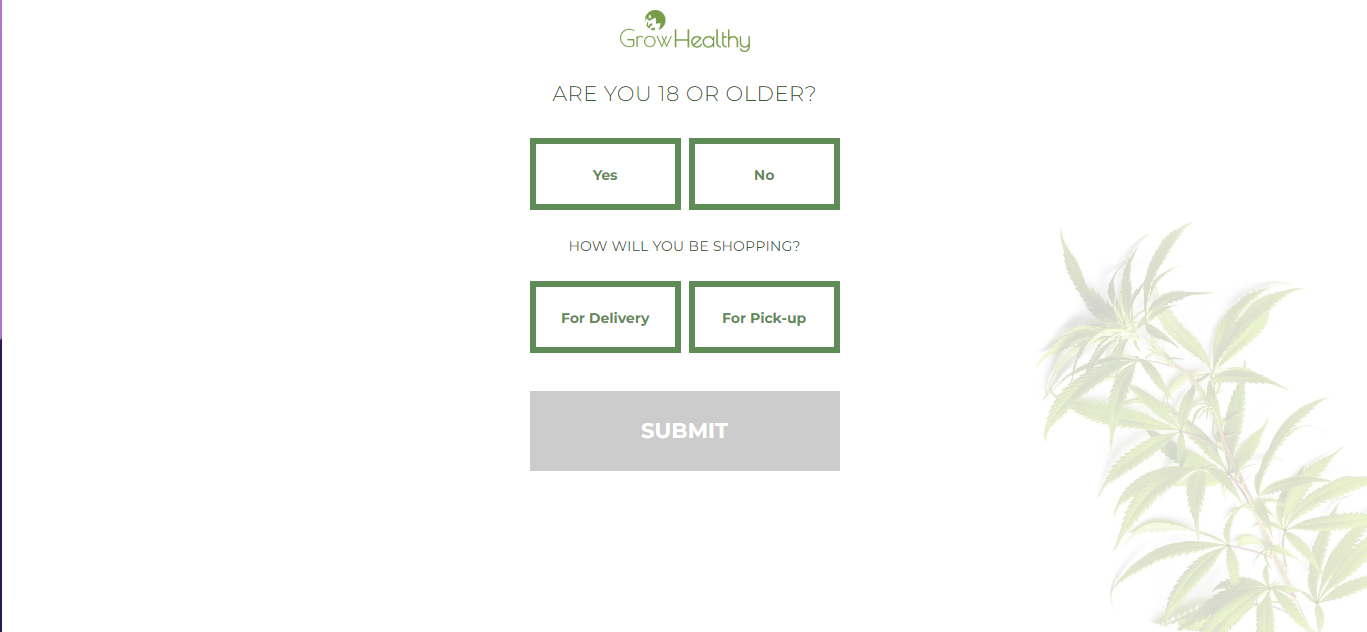 GrowHealthy
ARE YOU 18 OR OLDER?
Yes
No
HOW WILL YOU BE SHOPPING?
For Delivery
For Pick-up
SUBMIT